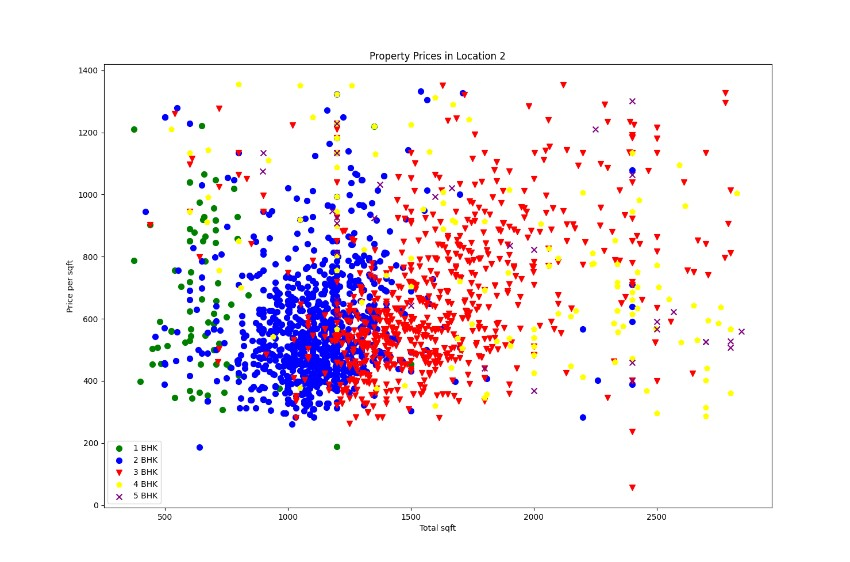 Property Prices in Location 2
1400
1200
1000
800
600
400
200
0
Price per sqft
1 BHK
2 BHK
3 BHK
4 BHK
5 BHK
500
1000
1500
2000
2500
Total sqft